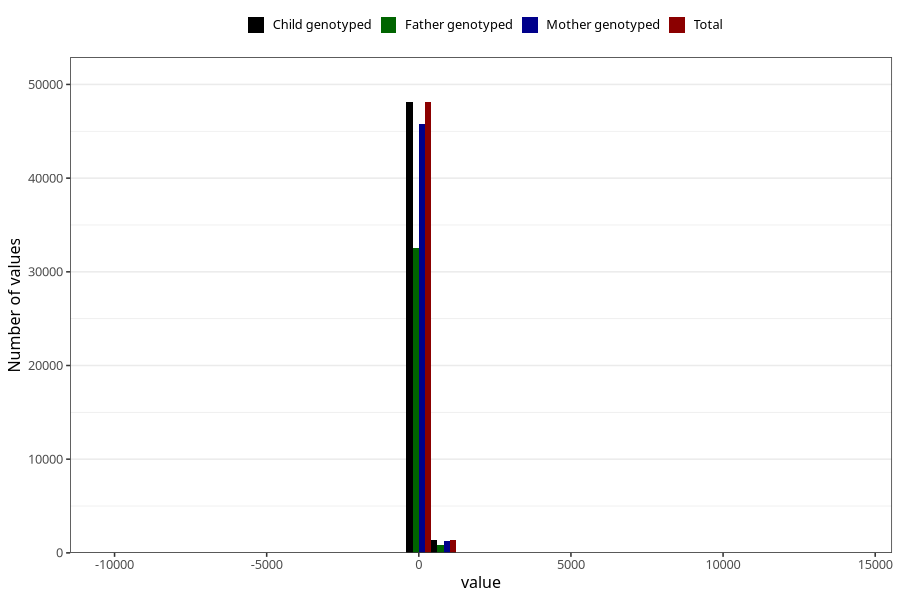 Child genotyped Father genotyped Mother genotyped Total
50000
40000
30000
20000
10000
0
Number of values
-10000 -5000 0 5000 10000 15000
value